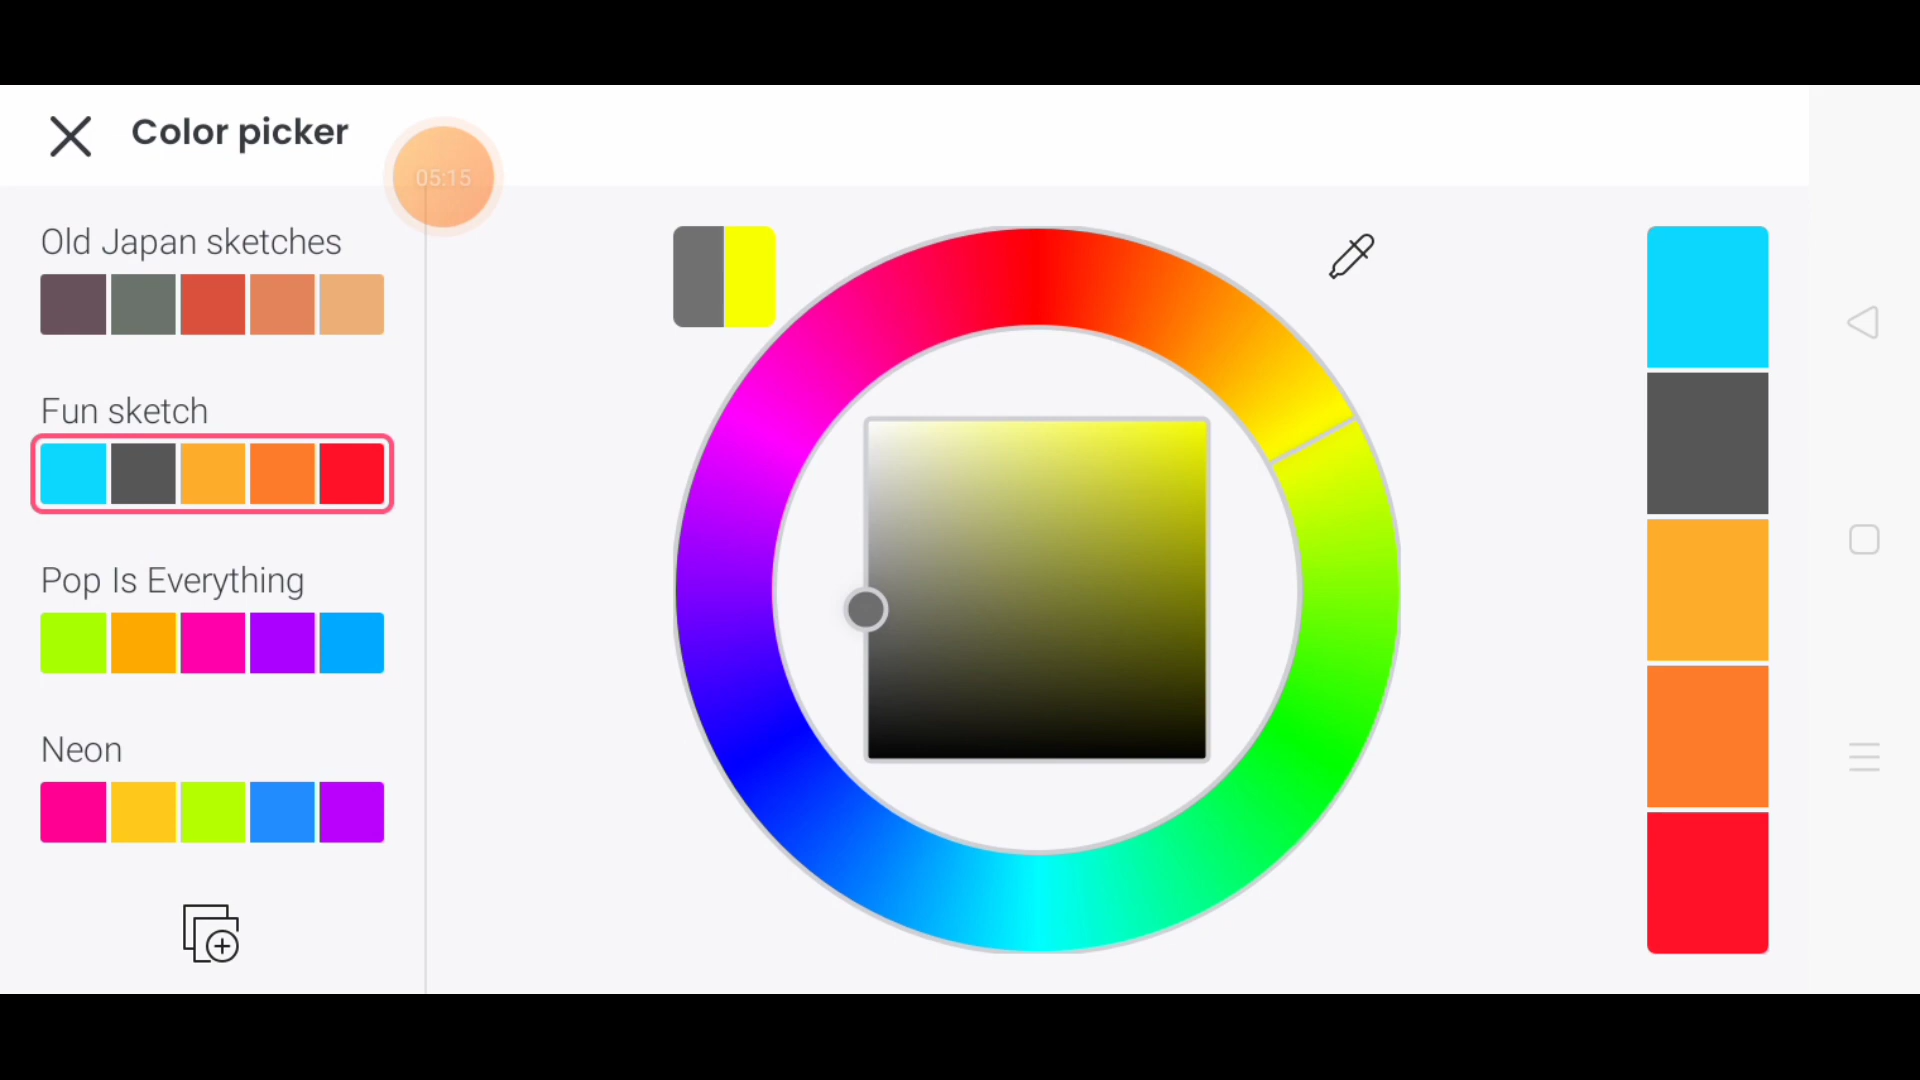 Color picker
05:15
Old Japan sketches
Fun sketch
Pop Is Everything
Neon